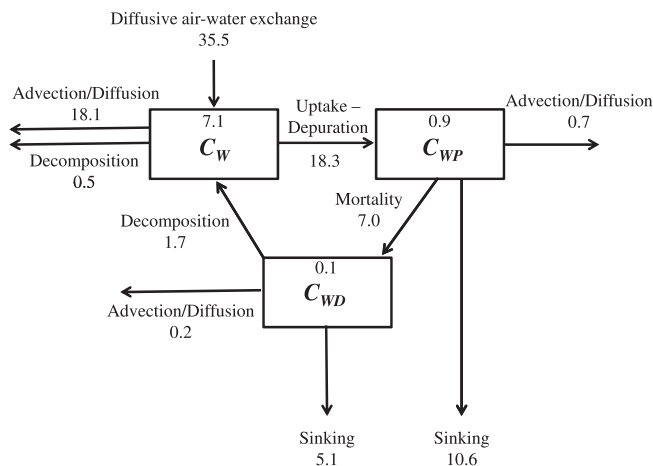 Diffusive air-water exchange
35.5
Advection/Diffusion
18.1
Decomposition
0.5
7.1
C_W
Uptake –
Depuration
18.3
0.9
C_WP
Advection/Diffusion
0.7
Mortality
7.0
Decomposition
1.7
0.1
C_WD
Advection/Diffusion
0.2
Sinking
5.1
Sinking
10.6